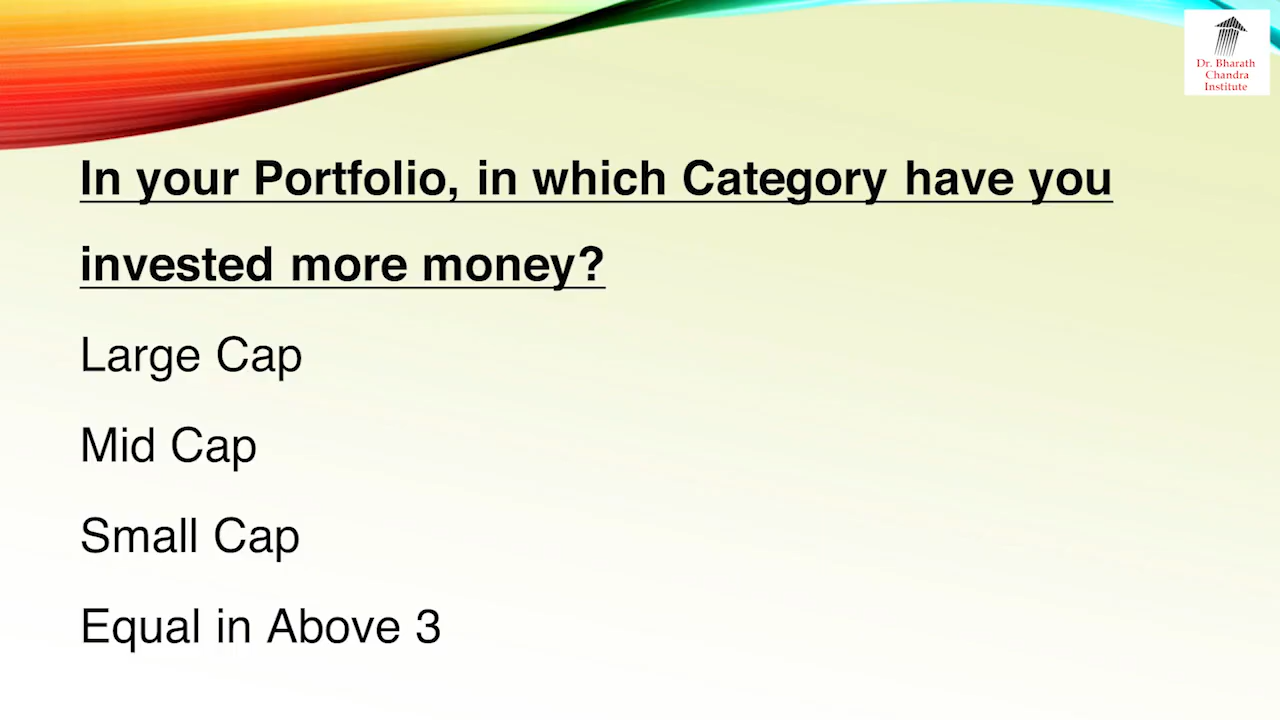 Dr. Bharath
Chandra
Institute
In your Portfolio, in which Category have you
invested more money?
Large Cap
Mid Cap
Small Cap
Equal in Above 3